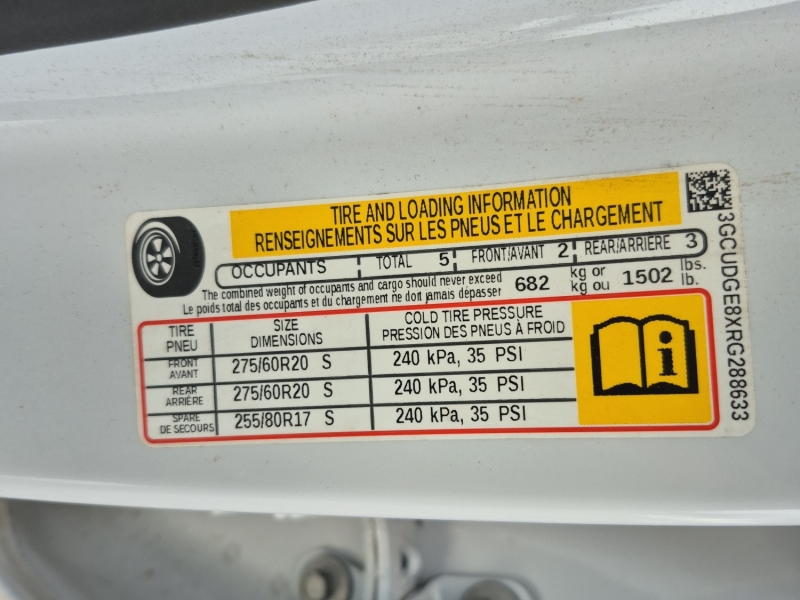 TIRE AND LOADING INFORMATION
RENSEIGNEMENTS SUR LES PNEUS ET LE CHARGEMENT
OCCUPANTS TOTAL 5 FRONT/AVANT 2 REAR/ARRIÈRE 3
The combined weight of occupants and cargo should never exceed 682 kg or 1502 lbs.
Le poids total des occupants et du chargement ne doit jamais dépasser kg ou lb.
TIRE PNEU SIZE DIMENSIONS COLD TIRE PRESSURE PRESSION DES PNEUS À FROID
FRONT AVANT 275/60R20 S 240 kPa, 35 PSI
REAR ARRIÈRE 275/60R20 S 240 kPa, 35 PSI
SPARE DE SECOURS 255/80R17 S 240 kPa, 35 PSI
3GCUDGE8XRG288633